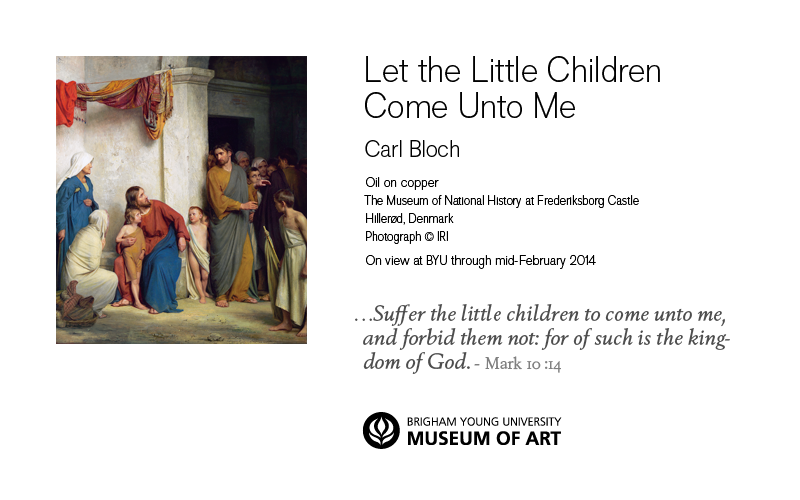 Let the Little Children
Come Unto Me
Carl Bloch
Oil on copper
The Museum of National History at Frederiksborg Castle
Hillerød, Denmark
Photograph © IRI
On view at BYU through mid-February 2014
…Suffer the little children to come unto me,
and forbid them not: for of such is the king-
dom of God. - Mark 10 :14
BRIGHAM YOUNG UNIVERSITY
MUSEUM OF ART